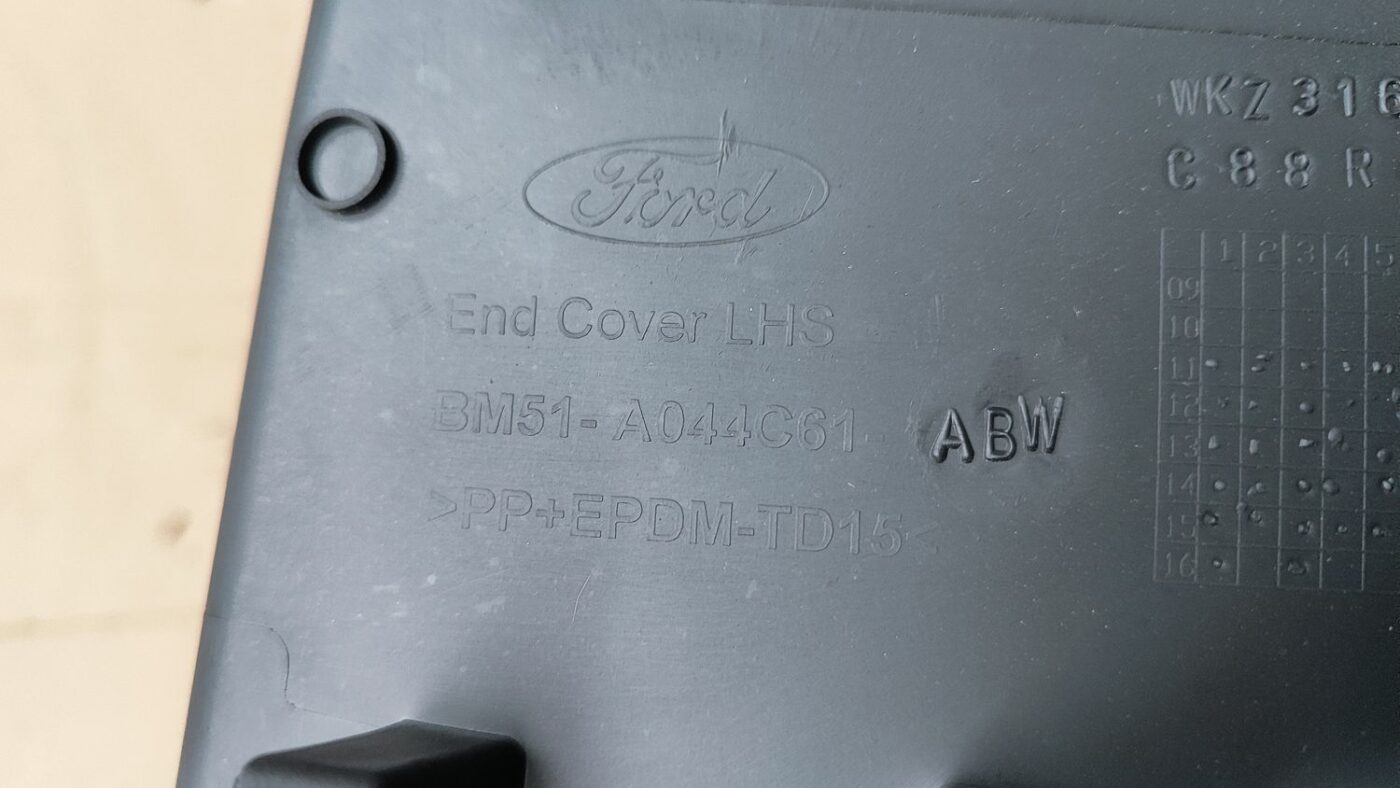 Ford
End Cover LHS
BM51- A044C61- ABW
>PP+EPDM-TD15<
WKZ 316
C 88 R
1 2 3 4 5
09
10
11
12
13
14
15
16